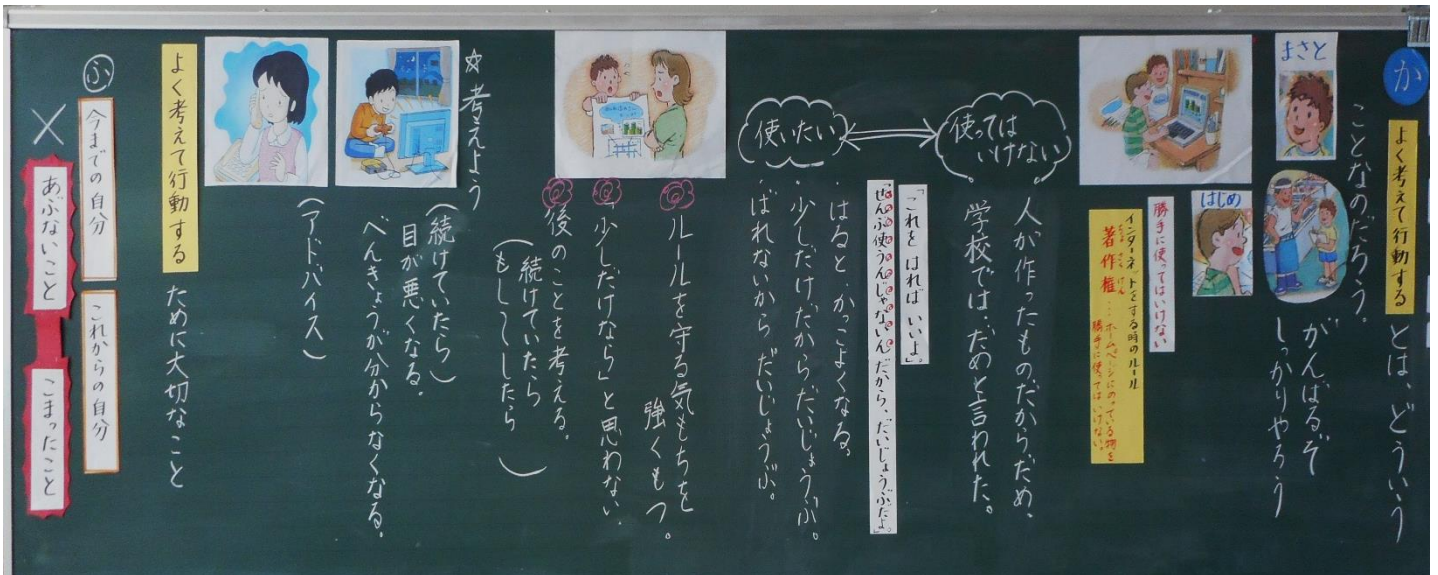 か
よく考えて行動する とは、どういう
ことなのだろう。
まさと
がんばるぞ
しっかりやろう
はじめ
勝手に使ってはいけない
インターネットをする時のルール
著作権……ホームページにのっている物を
ちょさくけん
勝手に使ってはいけない。
使っては
いけない
・人が作ったものだから、だめ、
・学校では、だめと言われた。
「これを はれば いいよ」。
「ぜんぶ使うんじゃないんだから、だいじょうぶだよ」。
使いたい
・はると、かっこよくなる。
・少しだけだからだいじょうぶ。
・ばれないから だいじょうぶ。
ルールを守る気もちを
強くもつ。
「少しだけなら」と思わない。
後のことを考える。
(続けていたら
もし〜したら)
☆考えよう
(続けていたら)
目が悪くなる。
べんきょうが分からなくなる。
(アドバイス)
よく考えて行動する ために大切なこと
ふ
今までの自分
これからの自分
×
あぶないこと
こまったこと